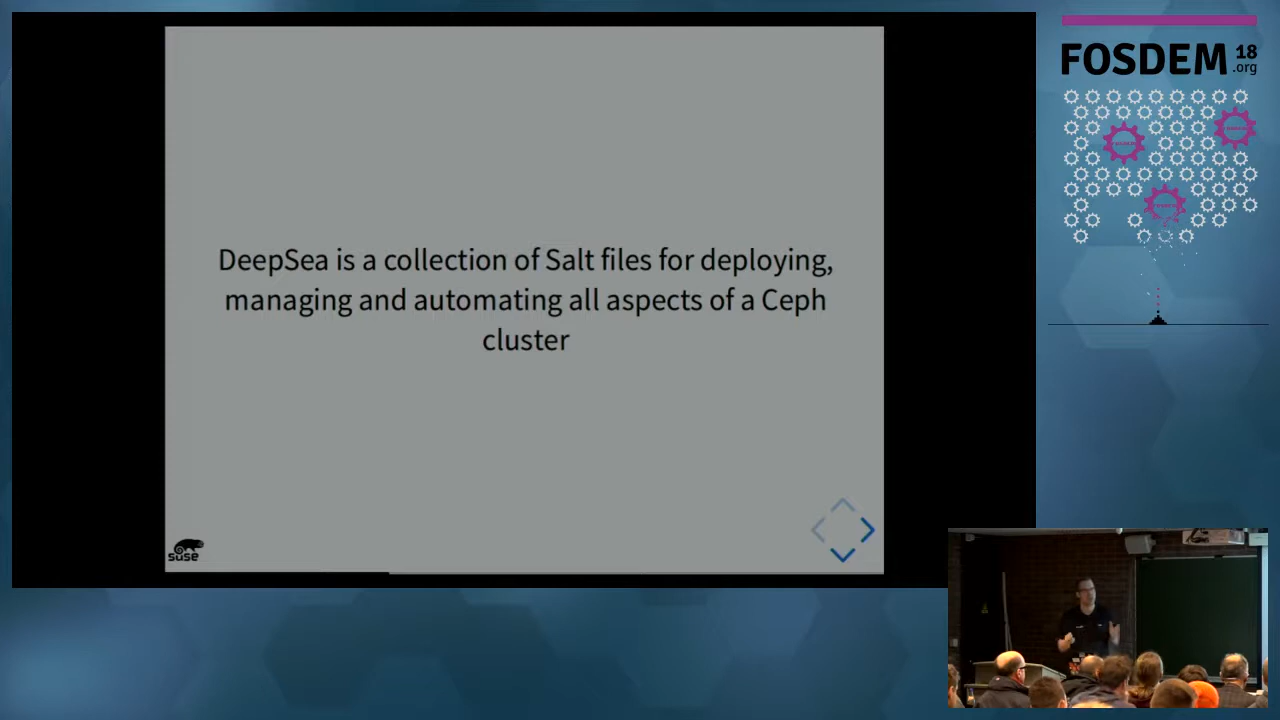 DeepSea is a collection of Salt files for deploying,
managing and automating all aspects of a Ceph
cluster
SUSE
FOSDEM 18
.org